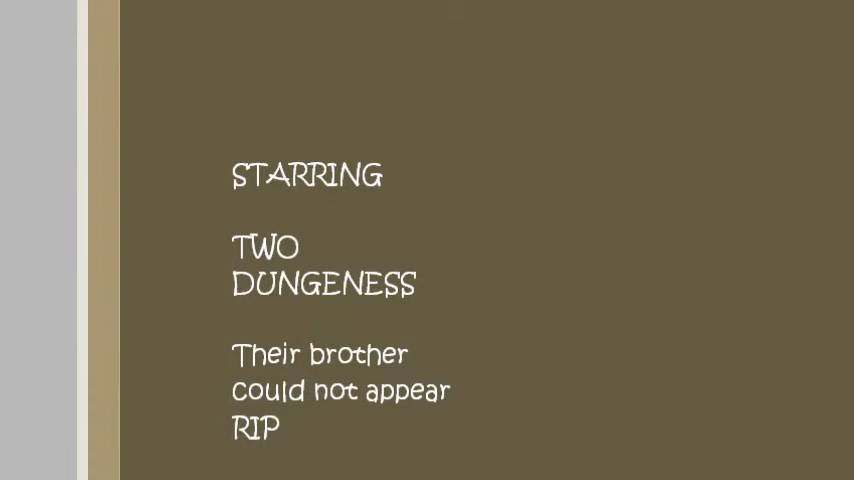 STARRING
TWO
DUNGENESS
Their brother
could not appear
RIP